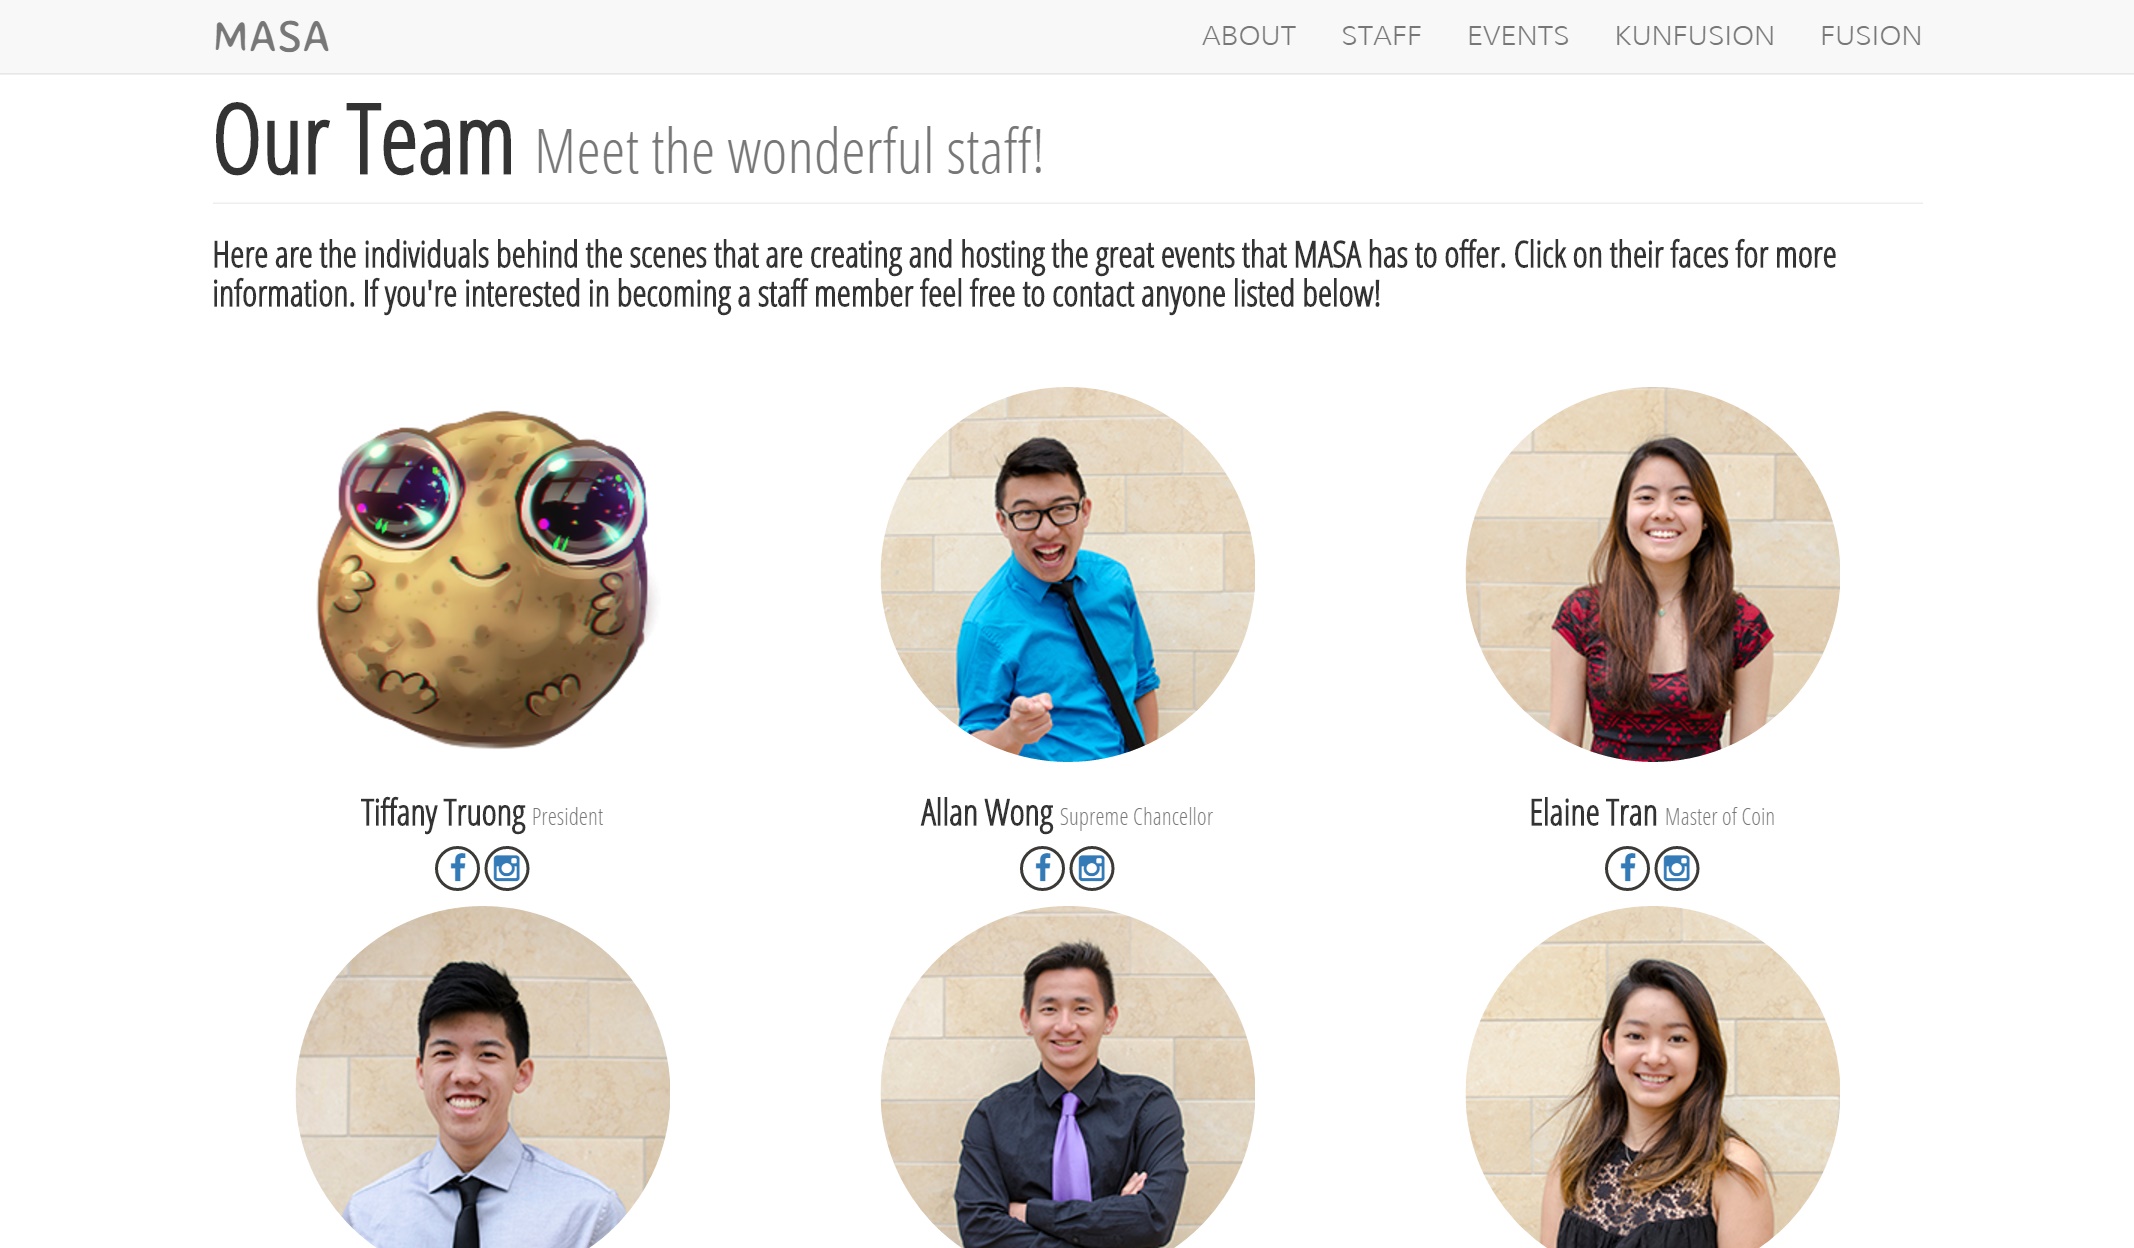 MASA
ABOUT STAFF EVENTS KUNFUSION FUSION
Our Team Meet the wonderful staff!
Here are the individuals behind the scenes that are creating and hosting the great events that MASA has to offer. Click on their faces for more
information. If you're interested in becoming a staff member feel free to contact anyone listed below!
Tiffany Truong President
Allan Wong Supreme Chancellor
Elaine Tran Master of Coin